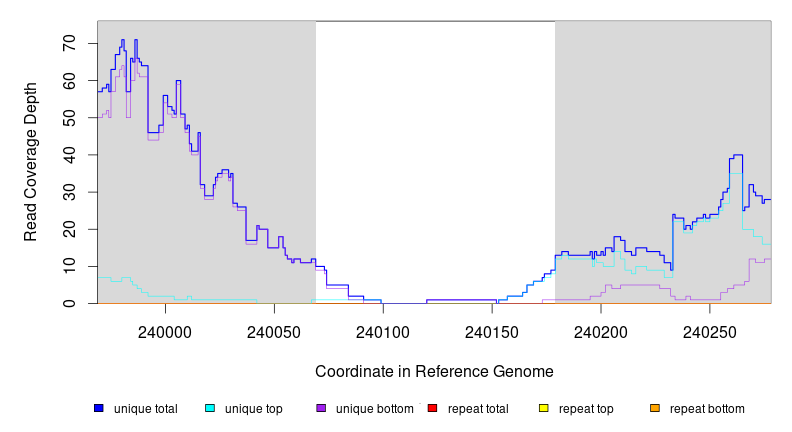 Read Coverage Depth
70
60
50
40
30
20
10
0
240000 240050 240100 240150 240200 240250
Coordinate in Reference Genome
unique total unique top unique bottom repeat total repeat top repeat bottom